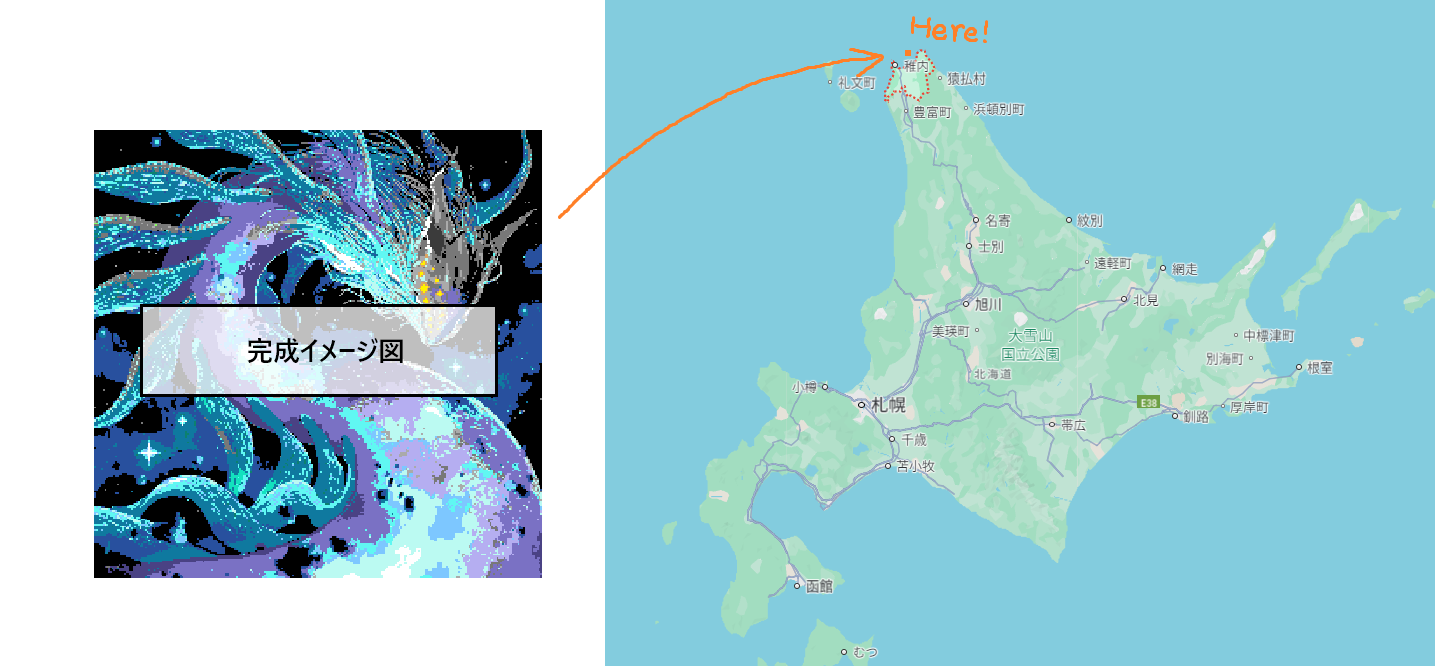 Here!
稚内
礼文町
猿払村
豊富町
浜頓別町
名寄
紋別
士別
遠軽町
網走
北見
旭川
美瑛町
大雪山
国立公園
中標津町
別海町
根室
北海道
完成イメージ図
小樽
札幌
E38
厚岸町
釧路
帯広
千歳
苫小牧
函館
むつ